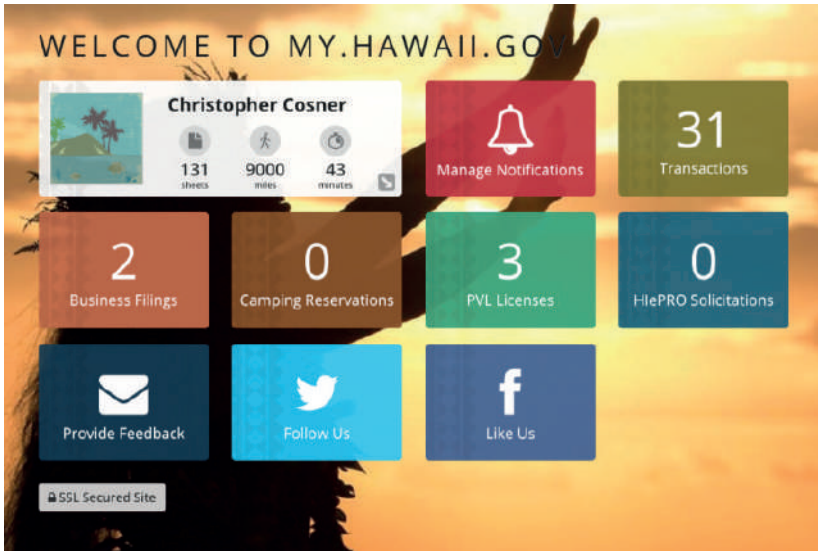 WELCOME TO MY.HAWAII.GOV
Christopher Cosner
131 9000 43
sheets miles minutes
Manage Notifications
31
Transactions
2
Business Filings
0
Camping Reservations
3
PVL Licenses
0
HIePRO Solicitations
Provide Feedback
Follow Us
f
Like Us
SSL Secured Site